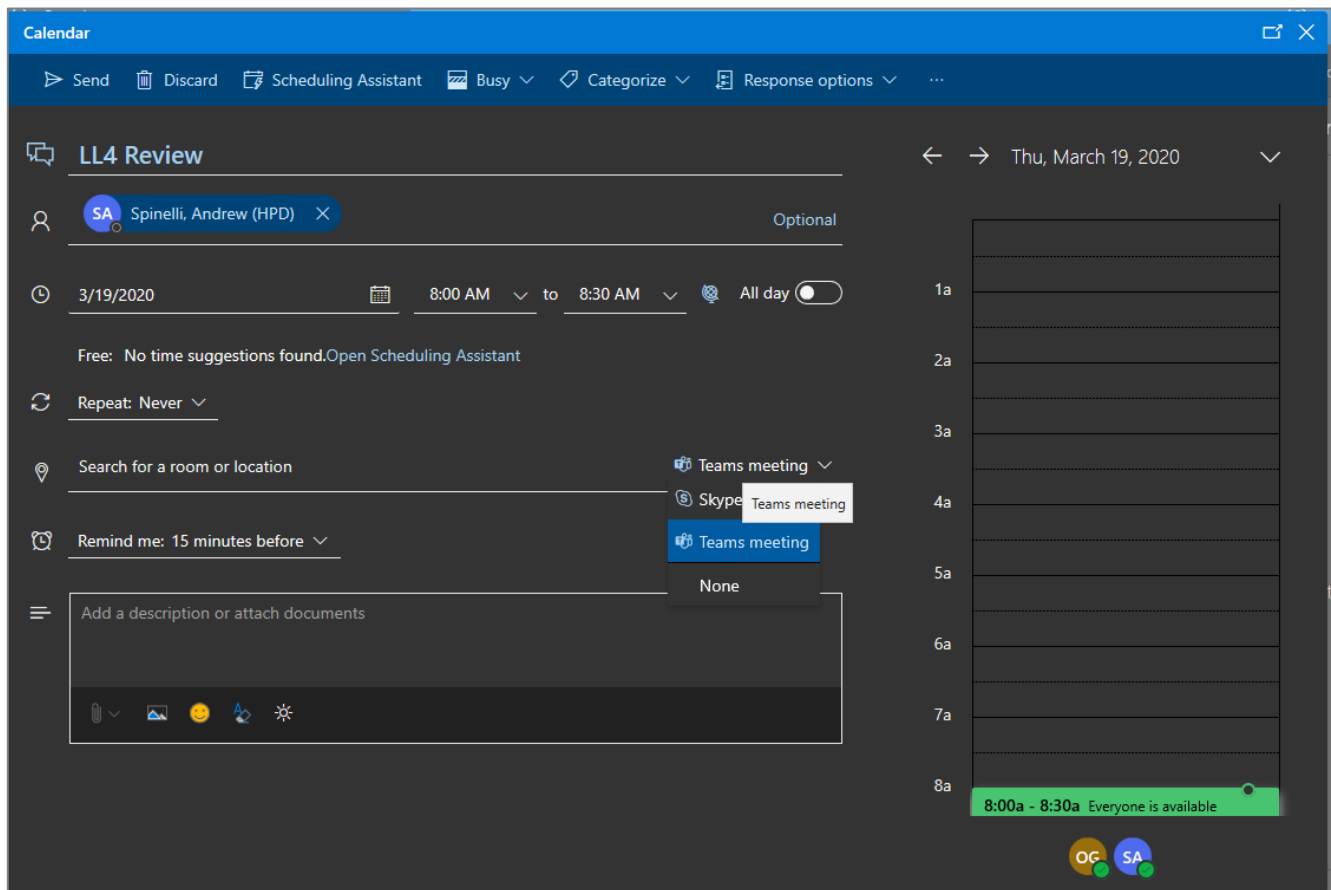 Calendar
Send Discard Scheduling Assistant Busy Categorize Response options ...
LL4 Review
SA Spinelli, Andrew (HPD)
Optional
3/19/2020 8:00 AM to 8:30 AM All day
Free: No time suggestions found.Open Scheduling Assistant
Repeat: Never
Search for a room or location
Teams meeting
Skype
Teams meeting
Teams meeting
None
Remind me: 15 minutes before
Add a description or attach documents
Thu, March 19, 2020
1a
2a
3a
4a
5a
6a
7a
8a
8:00a - 8:30a Everyone is available
OG SA